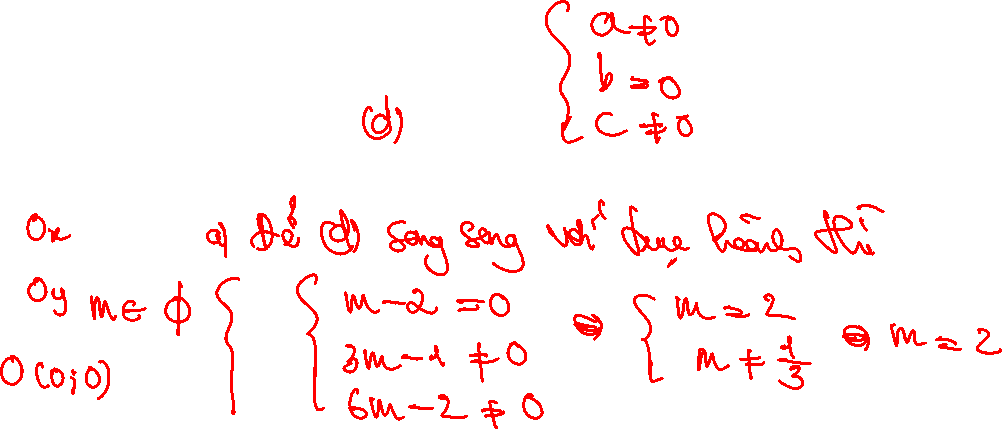 a ≠ 0
b = 0
(d)
c ≠ 0
Ox a) Để (d) song song với trục hoành thì
Oy m ∈ ϕ { { m - 2 = 0 ⇔ { m = 2 ⇔ m = 2
O(0;0) 3m - 1 ≠ 0 m ≠ 1/3
6m - 2 ≠ 0